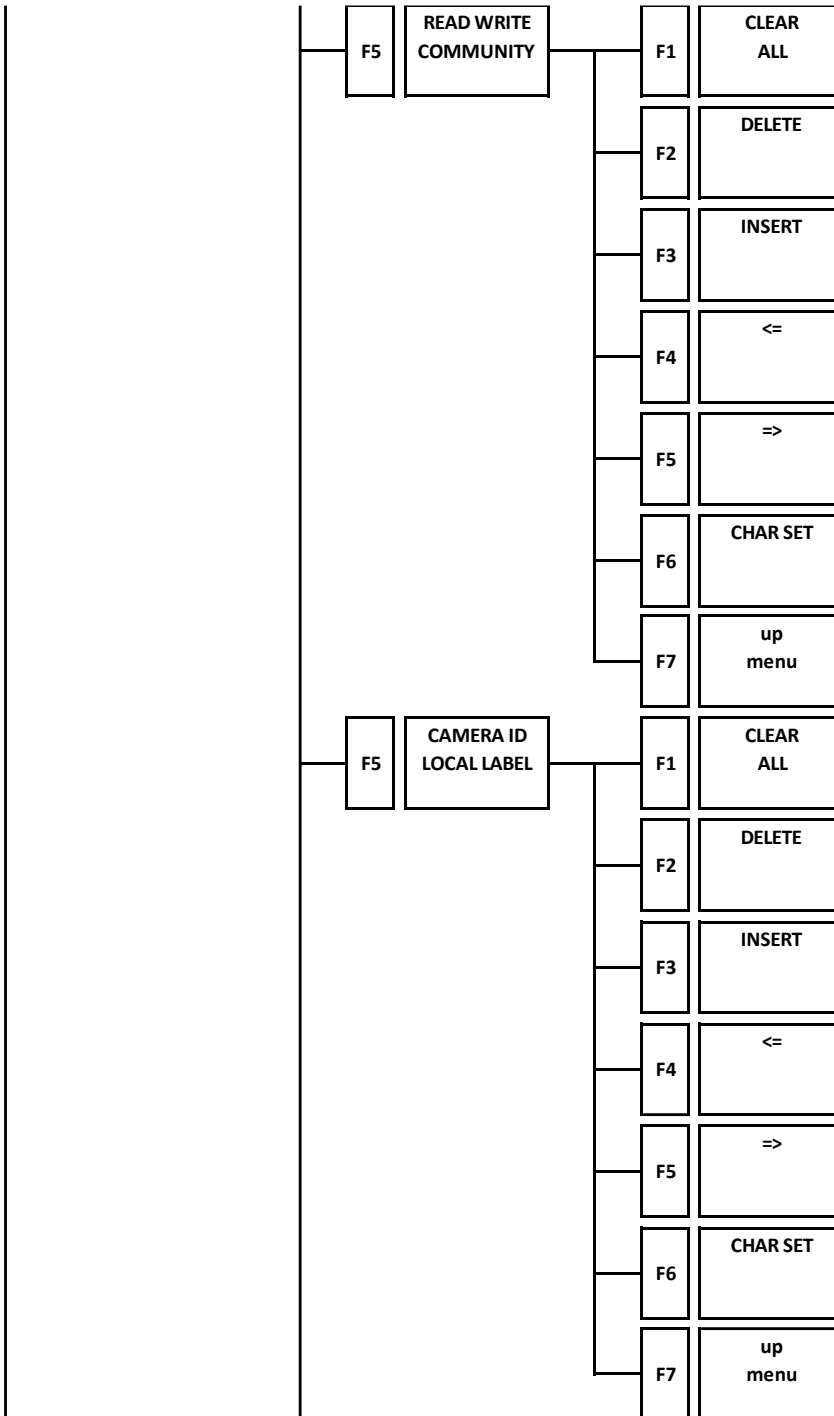 F5
READ WRITE
COMMUNITY
F1
CLEAR
ALL
F2
DELETE
F3
INSERT
F4
<=
F5
=>
F6
CHAR SET
F7
up
menu
F5
CAMERA ID
LOCAL LABEL
F1
CLEAR
ALL
F2
DELETE
F3
INSERT
F4
<=
F5
=>
F6
CHAR SET
F7
up
menu